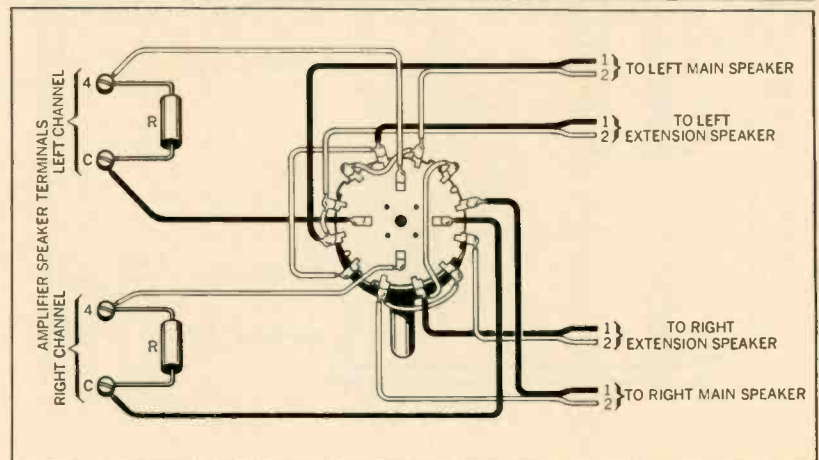 AMPLIFIER SPEAKER TERMINALS
LEFT CHANNEL
4
R
C
RIGHT CHANNEL
4
R
C
1
2
TO LEFT MAIN SPEAKER
1
2
TO LEFT
EXTENSION SPEAKER
1
2
TO RIGHT
EXTENSION SPEAKER
1
2
TO RIGHT MAIN SPEAKER